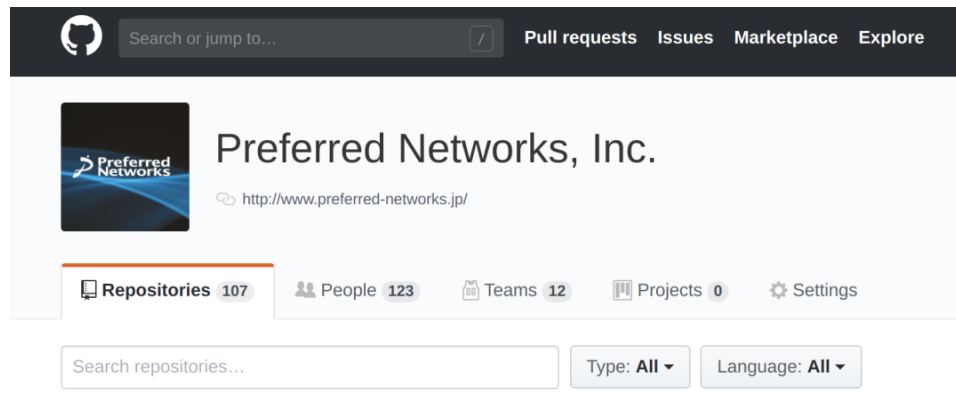 Search or jump to… / Pull requests Issues Marketplace Explore
Preferred
Networks
Preferred Networks, Inc.
http://www.preferred-networks.jp/
Repositories 107 People 123 Teams 12 Projects 0 Settings
Search repositories… Type: All Language: All